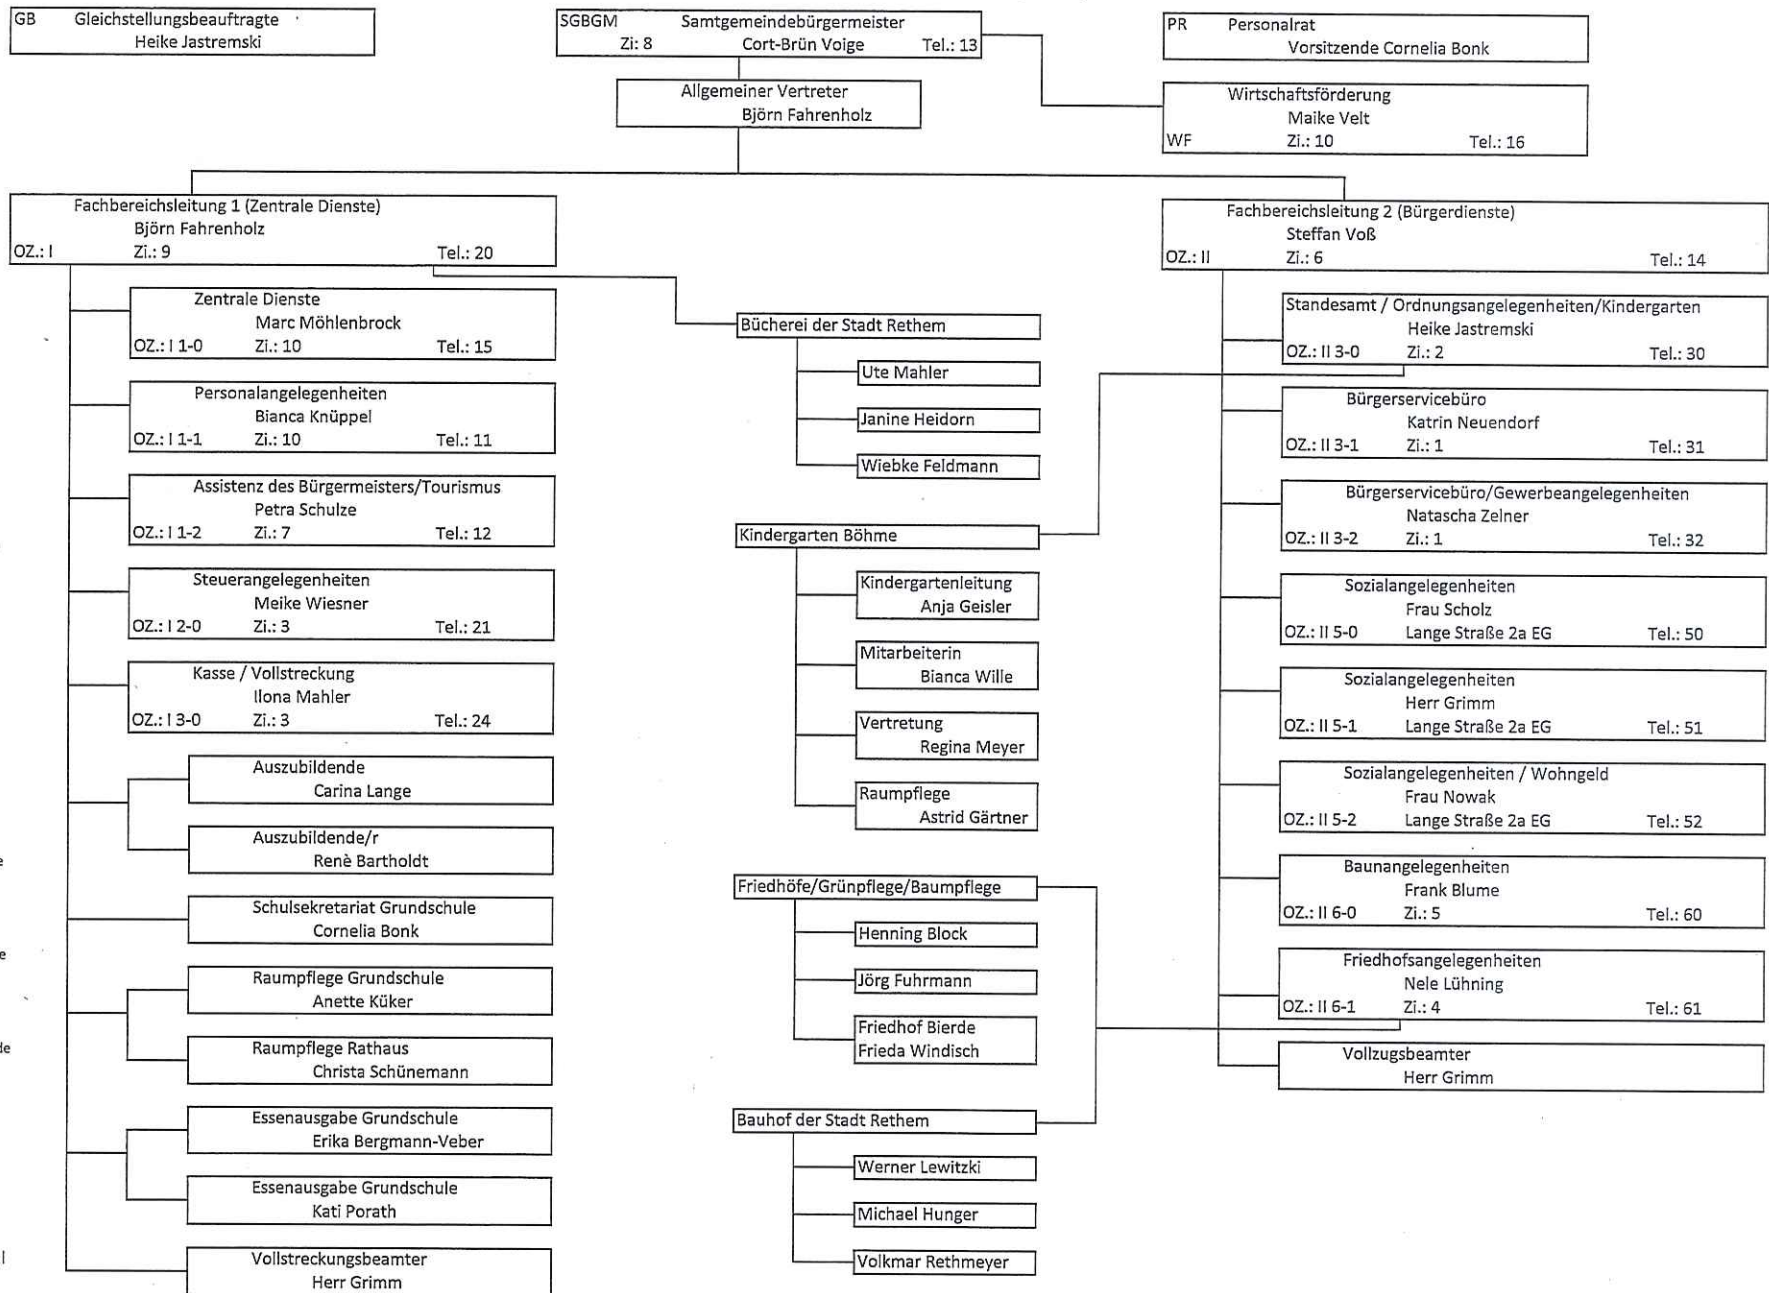 GB Gleichstellungsbeauftragte
Heike Jastremski
SGBGM Samtgemeindebürgermeister
Zi: 8 Cort-Brün Voige Tel.: 13
PR Personalrat
Vorsitzende Cornelia Bonk
Allgemeiner Vertreter
Björn Fahrenholz
Wirtschaftsförderung
Maike Velt
WF Zi.: 10 Tel.: 16
Fachbereichsleitung 1 (Zentrale Dienste)
Björn Fahrenholz
OZ.: I Zi.: 9 Tel.: 20
Zentrale Dienste
Marc Möhlenbrock
OZ.: I 1-0 Zi.: 10 Tel.: 15
Personalangelegenheiten
Bianca Knüppel
OZ.: I 1-1 Zi.: 10 Tel.: 11
Assistenz des Bürgermeisters/Tourismus
Petra Schulze
OZ.: I 1-2 Zi.: 7 Tel.: 12
Steuerangelegenheiten
Meike Wiesner
OZ.: I 2-0 Zi.: 3 Tel.: 21
Kasse / Vollstreckung
Ilona Mahler
OZ.: I 3-0 Zi.: 3 Tel.: 24
Auszubildende
Carina Lange
Auszubildende/r
Renè Bartholdt
Schulsekretariat Grundschule
Cornelia Bonk
Raumpflege Grundschule
Anette Küker
Raumpflege Rathaus
Christa Schünemann
Essenausgabe Grundschule
Erika Bergmann-Veber
Essenausgabe Grundschule
Kati Porath
Vollstreckungsbeamter
Herr Grimm
Bücherei der Stadt Rethem
Ute Mahler
Janine Heidorn
Wiebke Feldmann
Kindergarten Böhme
Kindergartenleitung
Anja Geisler
Mitarbeiterin
Bianca Wille
Vertretung
Regina Meyer
Raumpflege
Astrid Gärtner
Friedhöfe/Grünpflege/Baumpflege
Henning Block
Jörg Fuhrmann
Friedhof Bierde
Frieda Windisch
Bauhof der Stadt Rethem
Werner Lewitzki
Michael Hunger
Volkmar Rethmeyer
Fachbereichsleitung 2 (Bürgerdienste)
Steffan Voß
OZ.: II Zi.: 6 Tel.: 14
Standesamt / Ordnungsangelegenheiten/Kindergarten
Heike Jastremski
OZ.: II 3-0 Zi.: 2 Tel.: 30
Bürgerservicebüro
Katrin Neuendorf
OZ.: II 3-1 Zi.: 1 Tel.: 31
Bürgerservicebüro/Gewerbeangelegenheiten
Natascha Zelner
OZ.: II 3-2 Zi.: 1 Tel.: 32
Sozialangelegenheiten
Frau Scholz
OZ.: II 5-0 Lange Straße 2a EG Tel.: 50
Sozialangelegenheiten
Herr Grimm
OZ.: II 5-1 Lange Straße 2a EG Tel.: 51
Sozialangelegenheiten / Wohngeld
Frau Nowak
OZ.: II 5-2 Lange Straße 2a EG Tel.: 52
Baunangelegenheiten
Frank Blume
OZ.: II 6-0 Zi.: 5 Tel.: 60
Friedhofsangelegenheiten
Nele Lühning
OZ.: II 6-1 Zi.: 4 Tel.: 61
Vollzugsbeamter
Herr Grimm